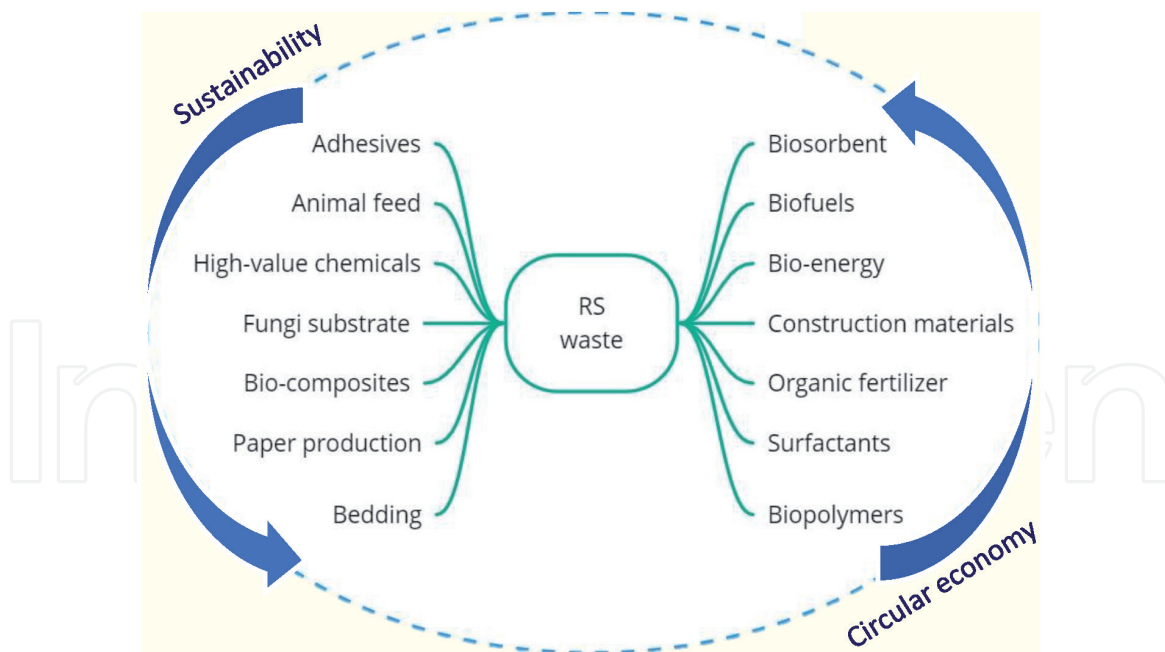 Sustainability
Adhesives
Animal feed
High-value chemicals
Fungi substrate
Bio-composites
Paper production
Bedding
RS
waste
Biosorbent
Biofuels
Bio-energy
Construction materials
Organic fertilizer
Surfactants
Biopolymers
Circular economy